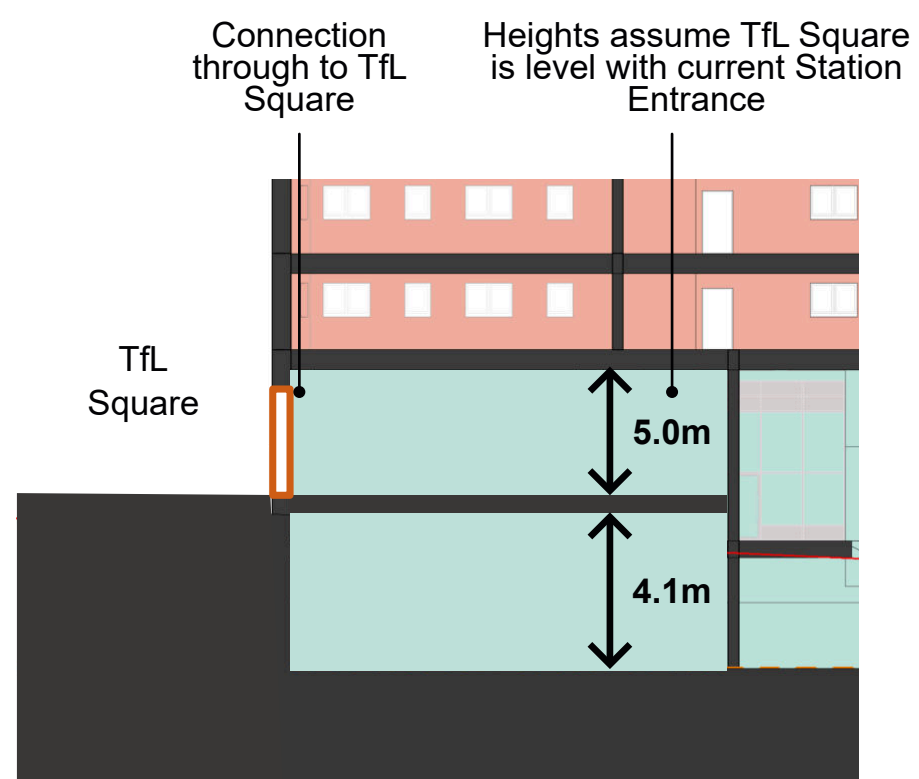 Connection
through to TfL
Square
Heights assume TfL Square
is level with current Station
Entrance
TfL
Square
5.0m
4.1m